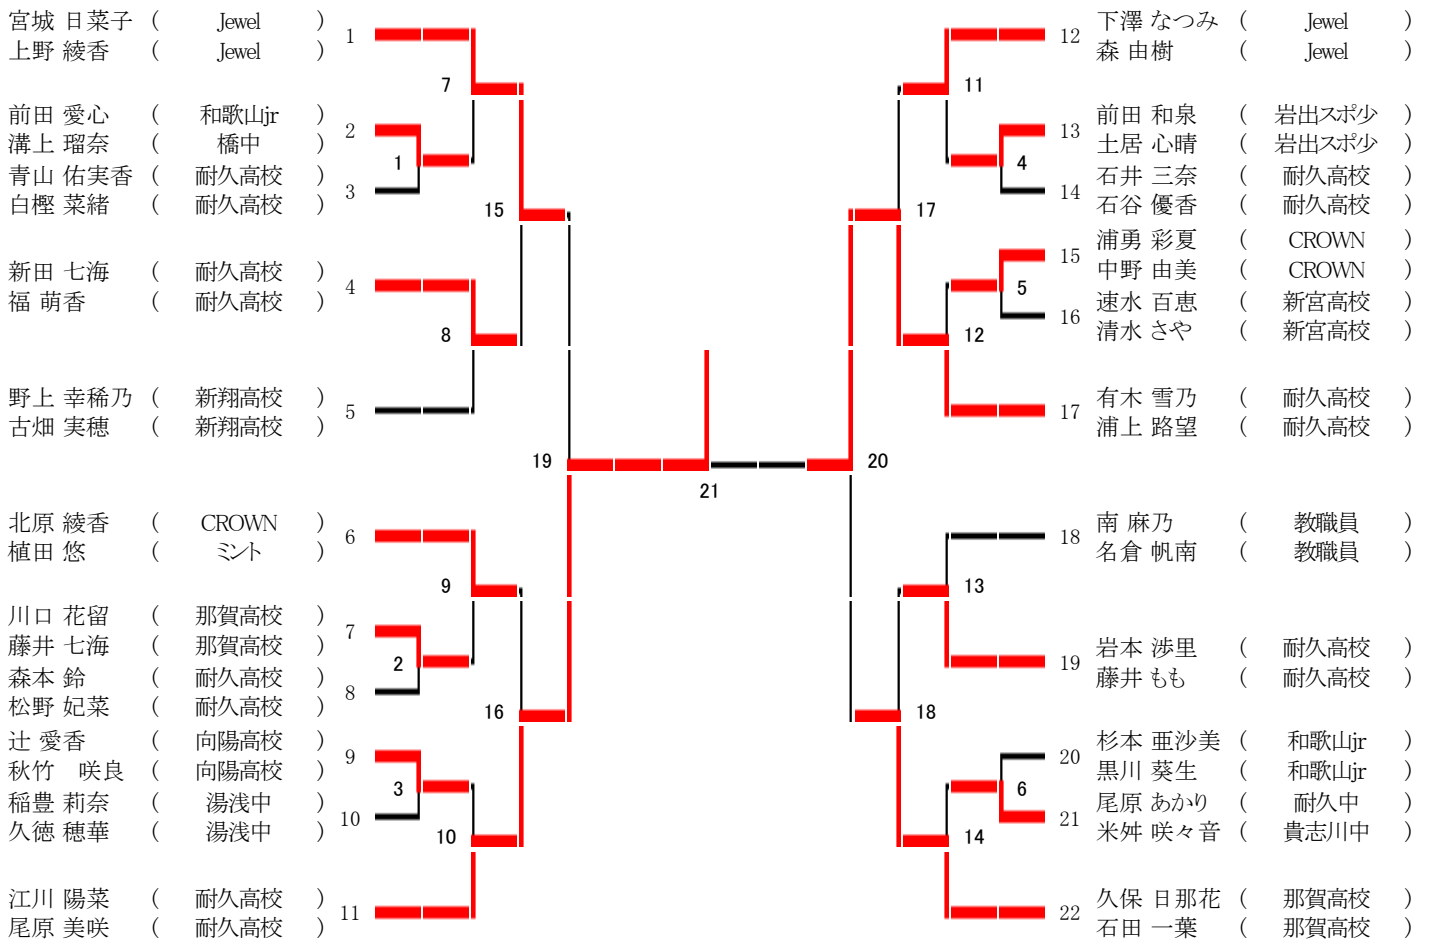 宮城 日菜子 ( Jewel ) 1
上野 綾香 ( Jewel )
7
前田 愛心 ( 和歌山jr ) 2
溝上 瑠奈 ( 橋中 )
1
青山 佑実香 ( 耐久高校 ) 3
白樫 菜緒 ( 耐久高校 )
15
新田 七海 ( 耐久高校 ) 4
福 萌香 ( 耐久高校 )
8
野上 幸稀乃 ( 新翔高校 ) 5
古畑 実穂 ( 新翔高校 )
19
北原 綾香 ( CROWN ) 6
植田 悠 ( ミント )
9
川口 花留 ( 那賀高校 ) 7
藤井 七海 ( 那賀高校 )
2
森本 鈴 ( 耐久高校 ) 8
松野 妃菜 ( 耐久高校 )
16
辻 愛香 ( 向陽高校 ) 9
秋竹　咲良 ( 向陽高校 )
3
稲豊 莉奈 ( 湯浅中 ) 10
久徳 穂華 ( 湯浅中 )
10
江川 陽菜 ( 耐久高校 ) 11
尾原 美咲 ( 耐久高校 )
21
12 下澤 なつみ ( Jewel )
森 由樹 ( Jewel )
11
13 前田 和泉 ( 岩出スポ少 )
土居 心晴 ( 岩出スポ少 )
4
14 石井 三奈 ( 耐久高校 )
石谷 優香 ( 耐久高校 )
17
15 浦勇 彩夏 ( CROWN )
中野 由美 ( CROWN )
5
16 速水 百恵 ( 新宮高校 )
清水 さや ( 新宮高校 )
12
17 有木 雪乃 ( 耐久高校 )
浦上 路望 ( 耐久高校 )
20
18 南 麻乃 ( 教職員 )
名倉 帆南 ( 教職員 )
13
19 岩本 渉里 ( 耐久高校 )
藤井 もも ( 耐久高校 )
18
20 杉本 亜沙美 ( 和歌山jr )
黒川 葵生 ( 和歌山jr )
6
21 尾原 あかり ( 耐久中 )
米舛 咲々音 ( 貴志川中 )
14
22 久保 日那花 ( 那賀高校 )
石田 一葉 ( 那賀高校 )